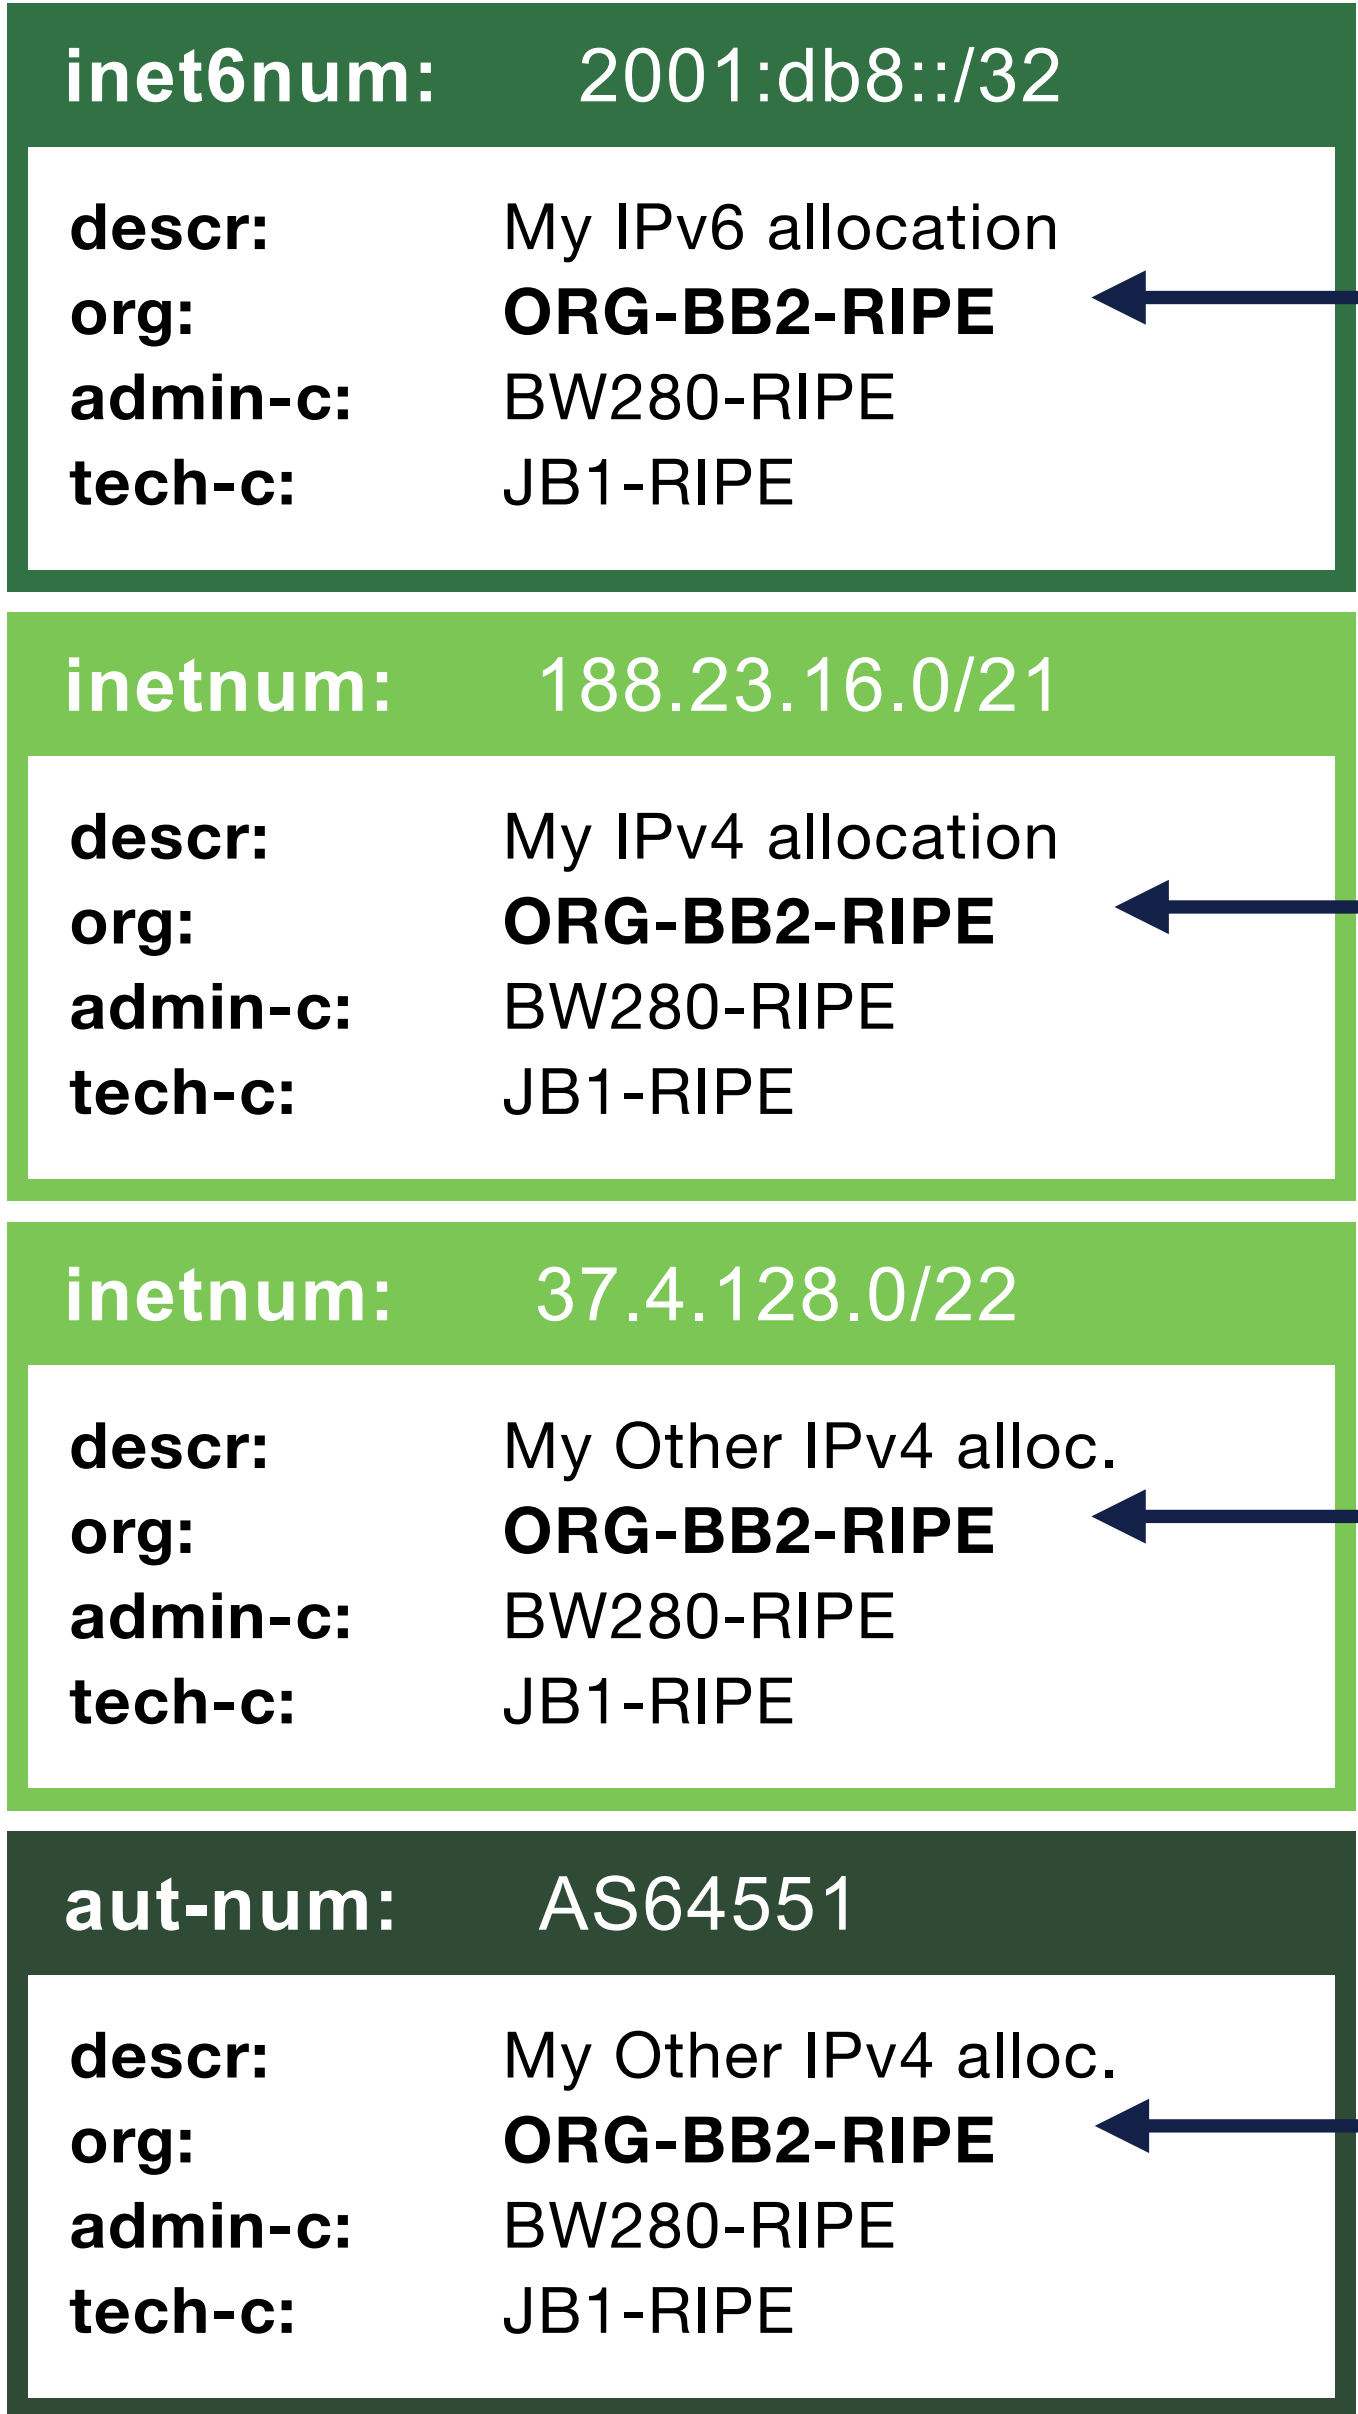 inet6num: 2001:db8::/32
descr: My IPv6 allocation
org: ORG-BB2-RIPE
admin-c: BW280-RIPE
tech-c: JB1-RIPE
inetnum: 188.23.16.0/21
descr: My IPv4 allocation
org: ORG-BB2-RIPE
admin-c: BW280-RIPE
tech-c: JB1-RIPE
inetnum: 37.4.128.0/22
descr: My Other IPv4 alloc.
org: ORG-BB2-RIPE
admin-c: BW280-RIPE
tech-c: JB1-RIPE
aut-num: AS64551
descr: My Other IPv4 alloc.
org: ORG-BB2-RIPE
admin-c: BW280-RIPE
tech-c: JB1-RIPE